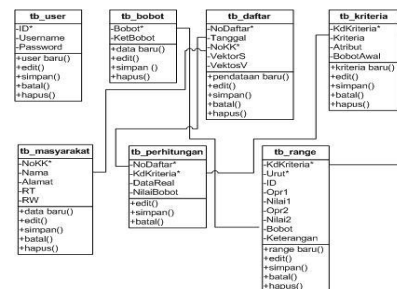 tb_user
-ID*
-Username
-Password
+user baru()
+edit()
+simpan()
+batal()
+hapus()
tb_bobot
-Bobot*
-KetBobot
+data baru()
+edit()
+simpan ()
+hapus()
tb_daftar
-NoDaftar*
-Tanggal
-NoKK*
-VektorS
-VektosV
+pendataan baru()
+edit()
+simpan()
+batal()
+hapus()
tb_kriteria
-KdKriteria*
-Kriteria
-Atribut
-BobotAwal
+kriteria baru()
+edit()
+simpan()
+batal()
+hapus()
tb_masyarakat
-NoKK*
-Nama
-Alamat
-RT
-RW
+data baru()
+edit()
+simpan()
+batal()
+hapus()
tb_perhitungan
-NoDaftar*
-KdKriteria*
-DataReal
-NilaiBobot
+edit()
+simpan()
+batal()
tb_range
-KdKriteria*
-Urut*
-ID
-Opr1
-Nilai1
-Opr2
-Nilai2
-Bobot
-Keterangan
+range baru()
+edit()
+simpan()
+batal()
+hapus()